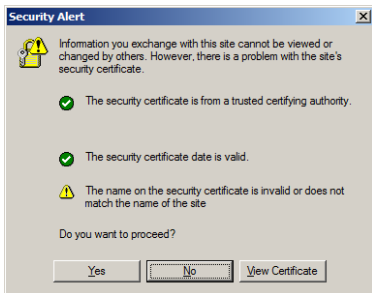 Security Alert
Information you exchange with this site cannot be viewed or
changed by others. However, there is a problem with the site's
security certificate.
The security certificate is from a trusted certifying authority.
The security certificate date is valid.
The name on the security certificate is invalid or does not
match the name of the site
Do you want to proceed?
Yes
No
View Certificate